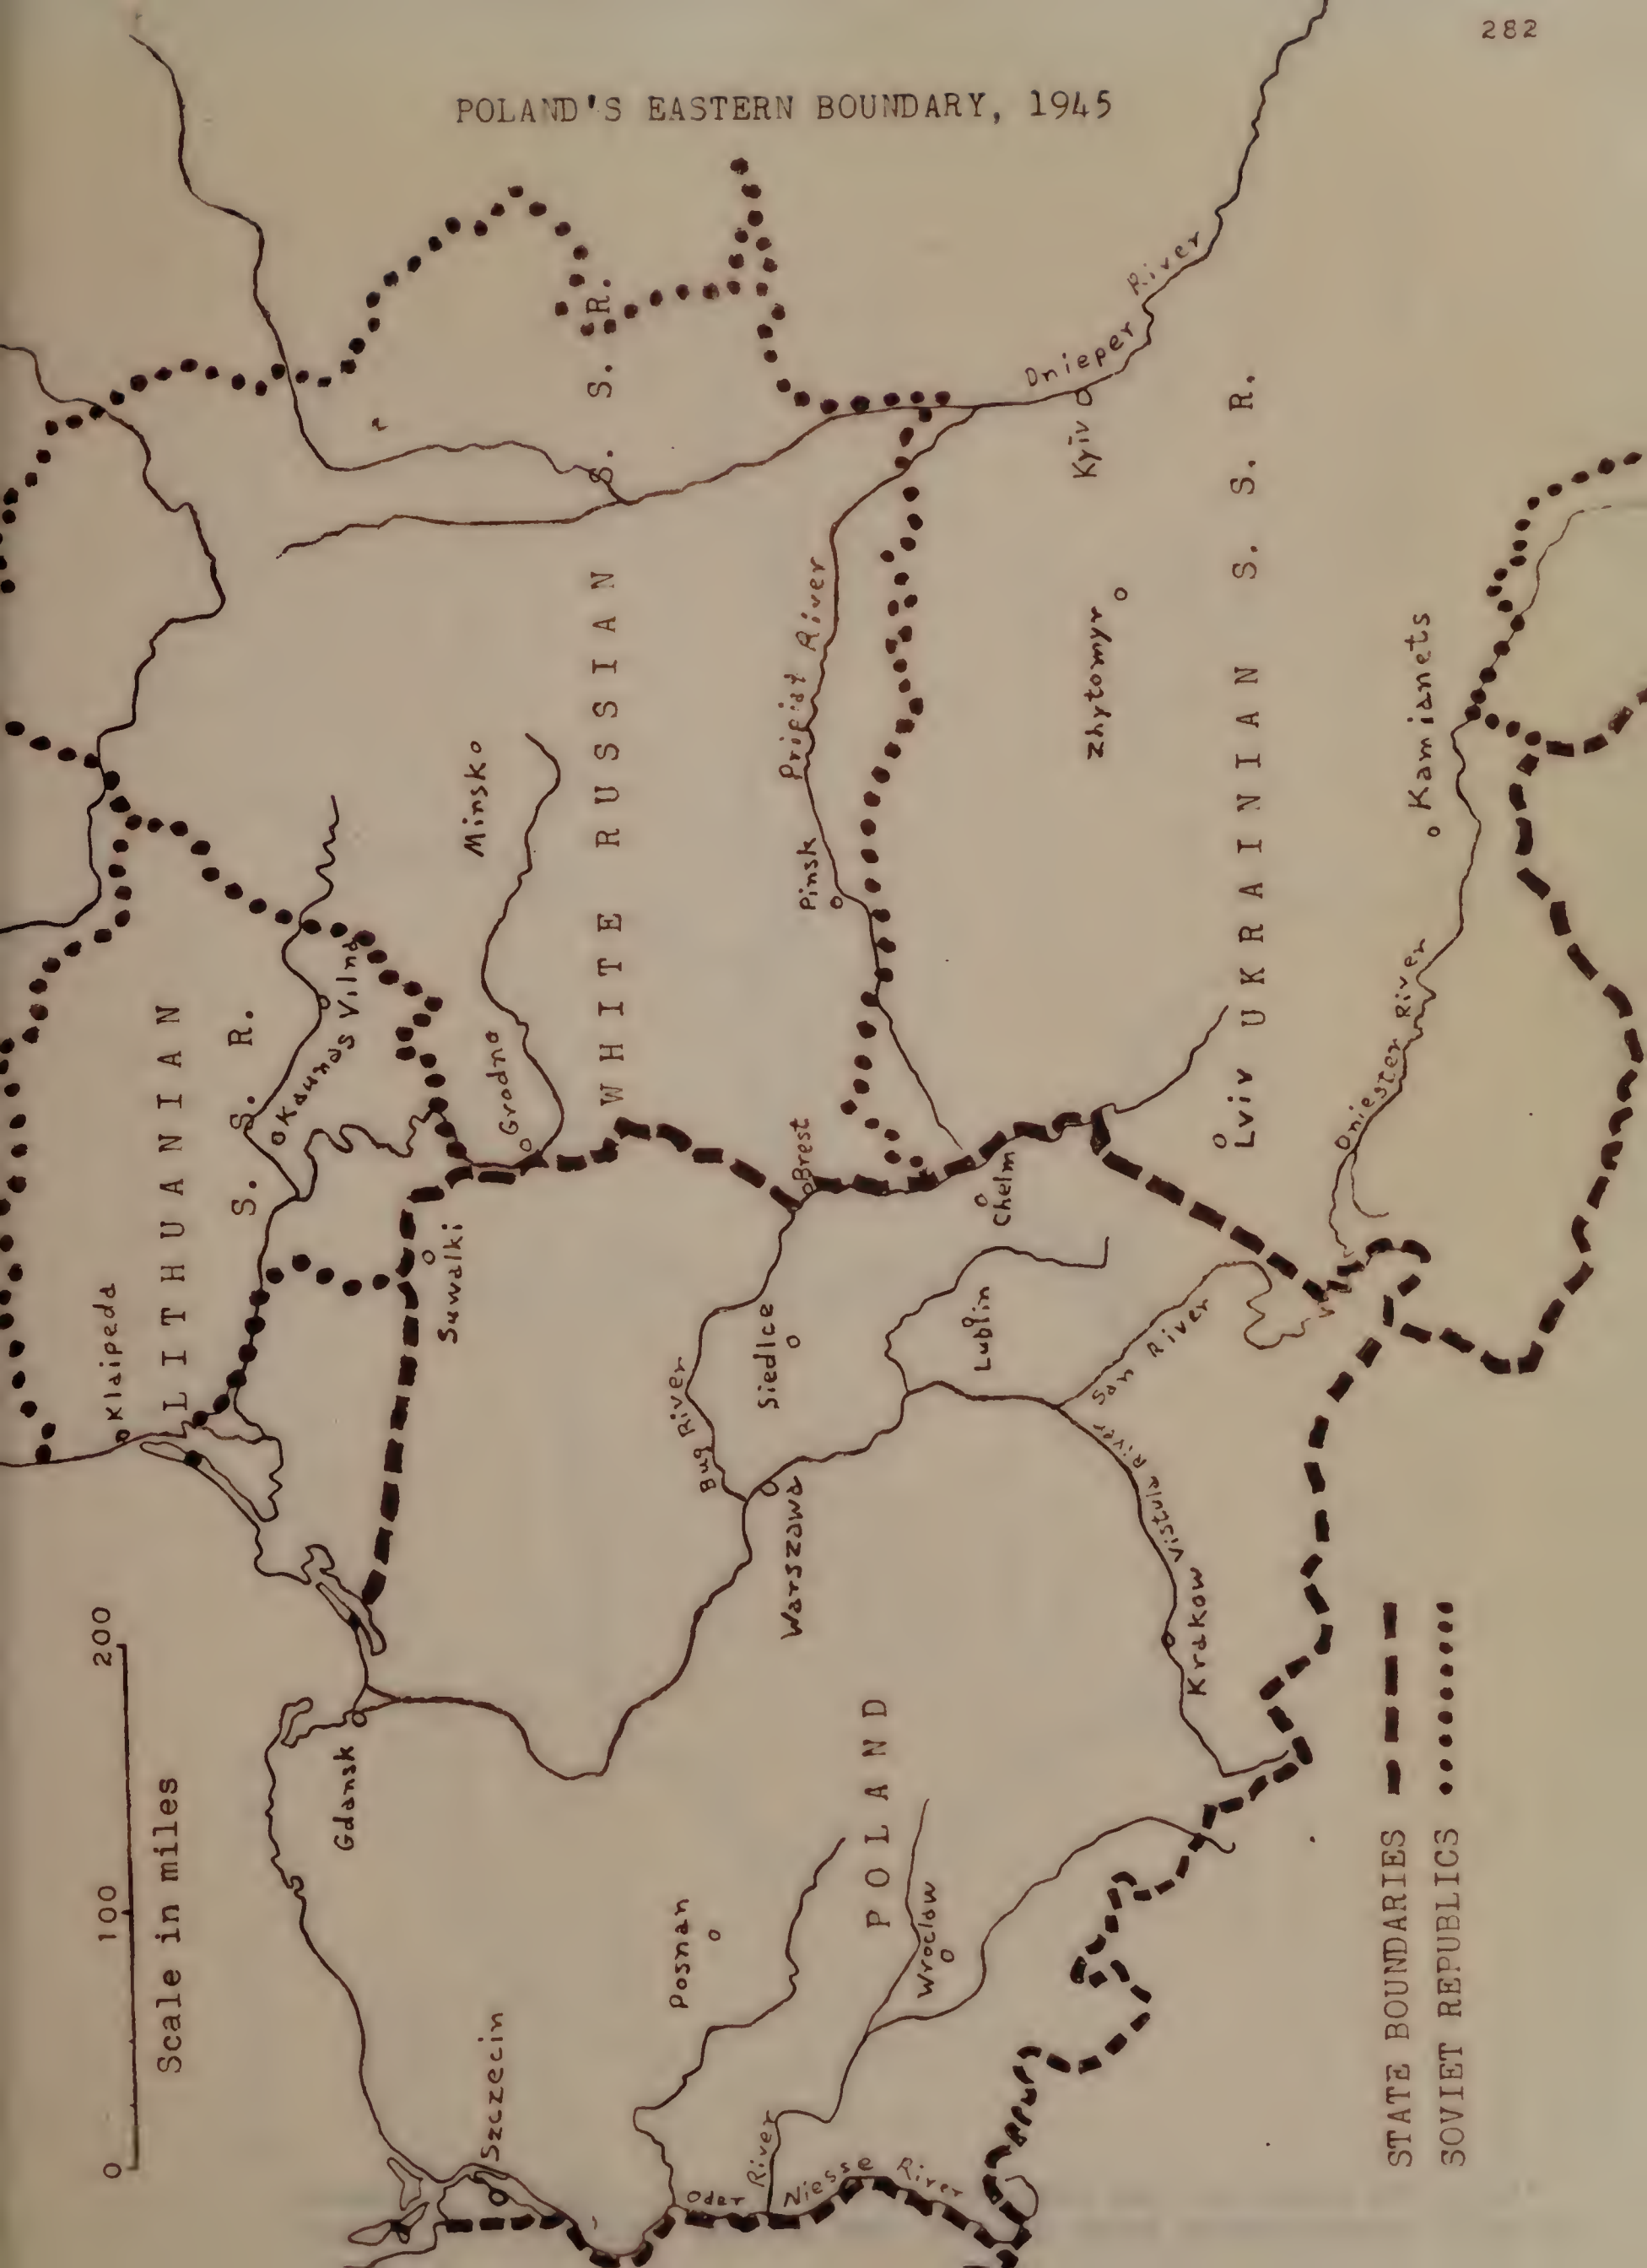 282
POLAND'S EASTERN BOUNDARY, 1945
0 100 200
Scale in miles
Klaipeda
LITHUANIAN
S. S. R.
Kaunas
Vilna
Suwalki
Grodno
Minsk
WHITE RUSSIAN S. S. R.
Gdansk
Szczecin
Posnan
Bug River
Siedlce
Brest
Pinsk
Pripiat River
Warszawa
POLAND
Wroclaw
Oder River
Niesse River
Lublin
Chelm
San River
Vistula River
Krakow
Kyiv
Dnieper River
Zhytomyr
Lviv
UKRAINIAN S. S. R.
Dniester River
Kamianets
STATE BOUNDARIES
SOVIET REPUBLICS